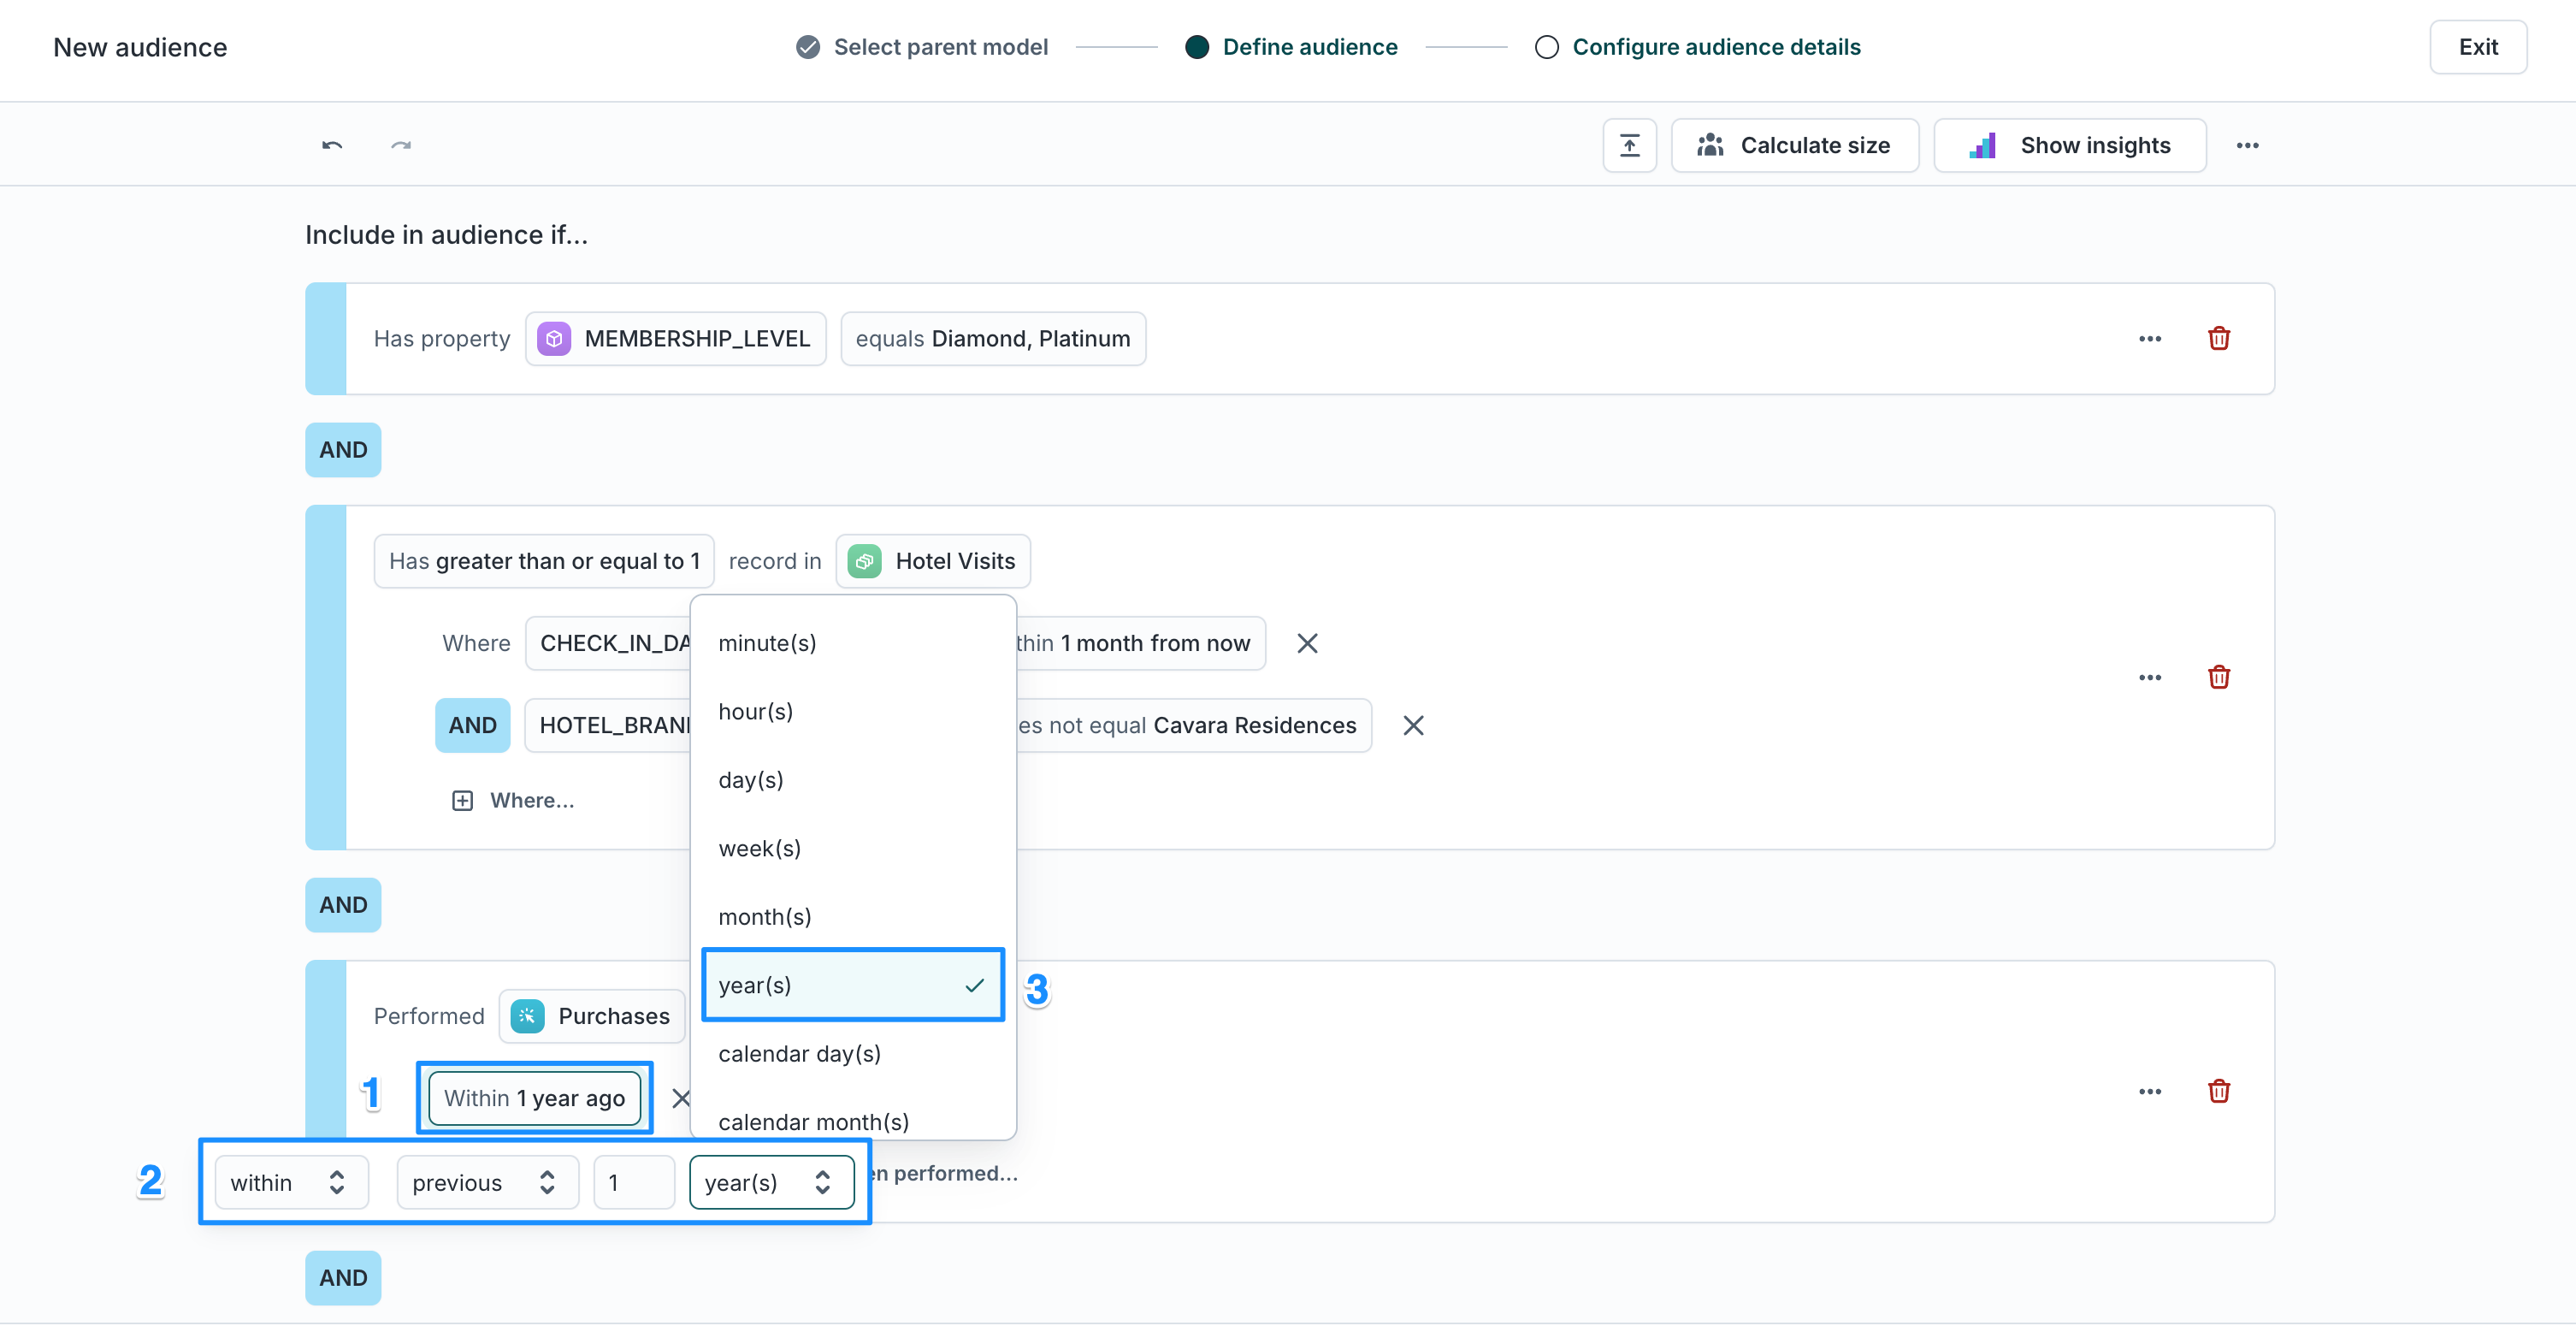 New audience
Select parent model
Define audience
Configure audience details
Exit
Calculate size
Show insights
Include in audience if...
Has property MEMBERSHIP_LEVEL equals Diamond, Platinum
AND
Has greater than or equal to 1 record in Hotel Visits
Where CHECK_IN_DA thin 1 month from now
AND HOTEL_BRAN es not equal Cavara Residences
Where...
minute(s)
hour(s)
day(s)
week(s)
month(s)
year(s)
calendar day(s)
calendar month(s)
3
AND
Performed Purchases
1 Within 1 year ago
2 within previous 1 year(s) en performed...
AND